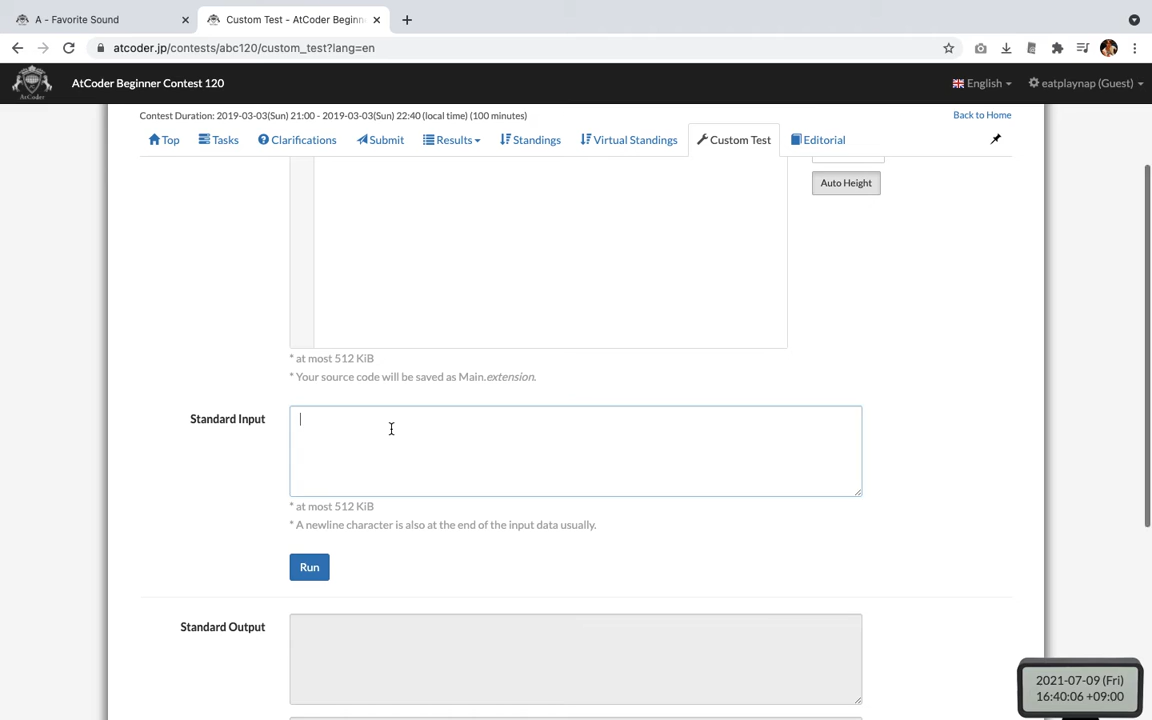 A - Favorite Sound
Custom Test - AtCoder Beginn
atcoder.jp/contests/abc120/custom_test?lang=en
AtCoder
AtCoder Beginner Contest 120
English
eatplaynap (Guest)
Contest Duration: 2019-03-03(Sun) 21:00 - 2019-03-03(Sun) 22:40 (local time) (100 minutes)
Back to Home
Top
Tasks
Clarifications
Submit
Results
Standings
Virtual Standings
Custom Test
Editorial
Auto Height
* at most 512 KiB
* Your source code will be saved as Main.extension.
Standard Input
* at most 512 KiB
* A newline character is also at the end of the input data usually.
Run
Standard Output
2021-07-09 (Fri)
16:40:06 +09:00